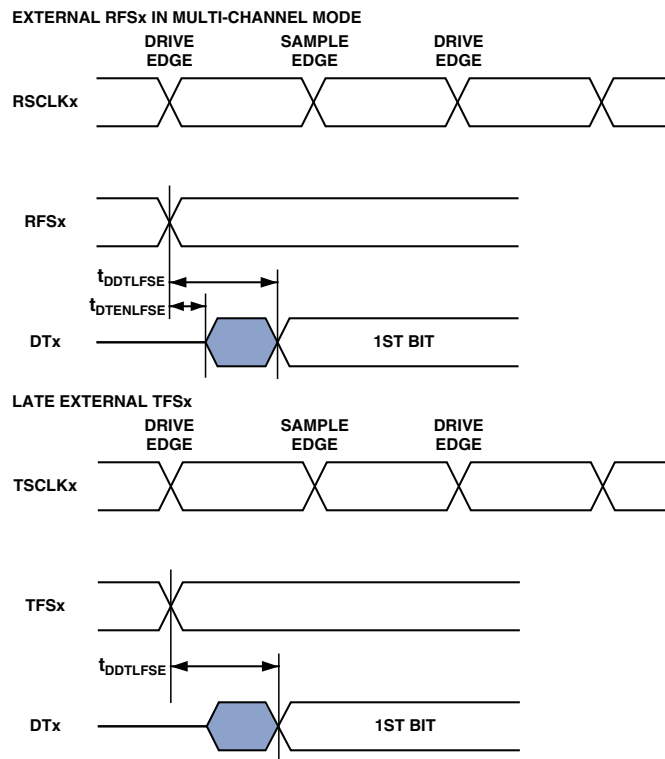 EXTERNAL RFSx IN MULTI-CHANNEL MODE
DRIVE EDGE
SAMPLE EDGE
DRIVE EDGE
RSCLKx
RFSx
tDDTLFSE
tDTENLFSE
DTx
1ST BIT
LATE EXTERNAL TFSx
DRIVE EDGE
SAMPLE EDGE
DRIVE EDGE
TSCLKx
TFSx
tDDTLFSE
DTx
1ST BIT